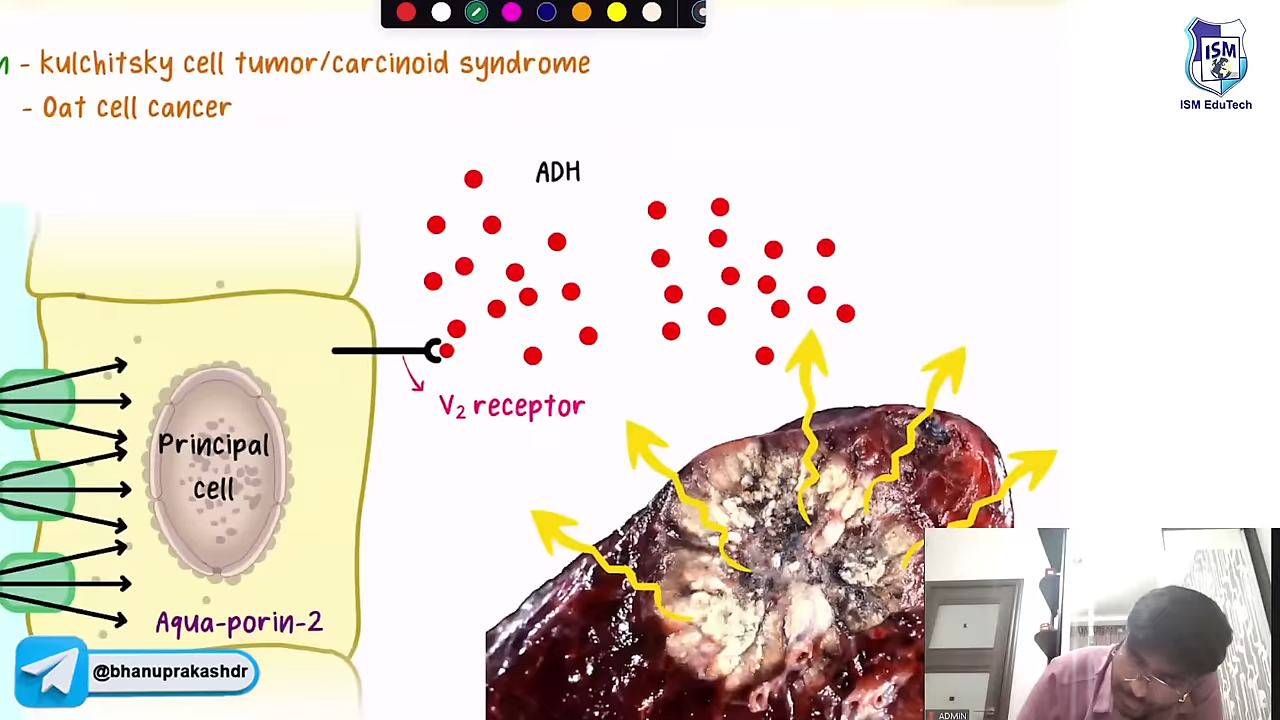 n - kulchitsky cell tumor/carcinoid syndrome
- Oat cell cancer
ISM
ISM EduTech
ADH
V₂ receptor
Principal
cell
Aqua-porin-2
@bhanuprakashdr
ADMIN